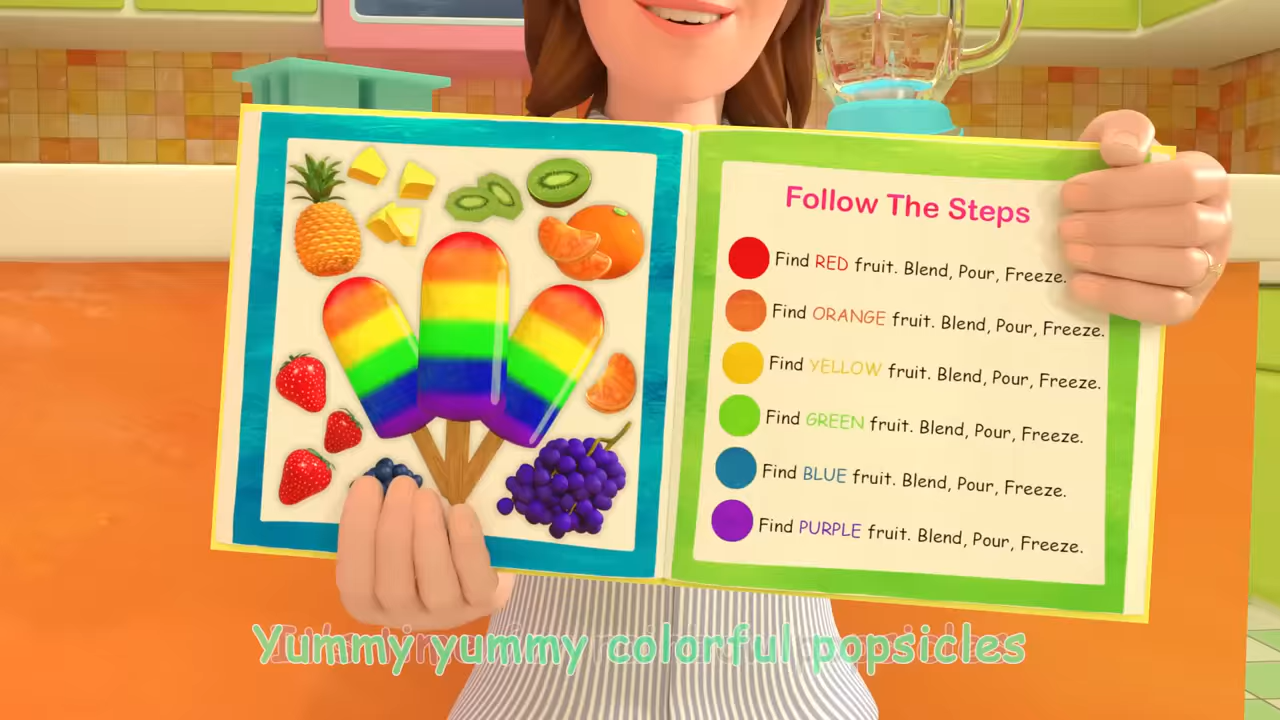 Follow The Steps
Find RED fruit. Blend, Pour, Freeze.
Find ORANGE fruit. Blend, Pour, Freeze.
Find YELLOW fruit. Blend, Pour, Freeze.
Find GREEN fruit. Blend, Pour, Freeze.
Find BLUE fruit. Blend, Pour, Freeze.
Find PURPLE fruit. Blend, Pour, Freeze.
Yummy yummy colorful popsicles